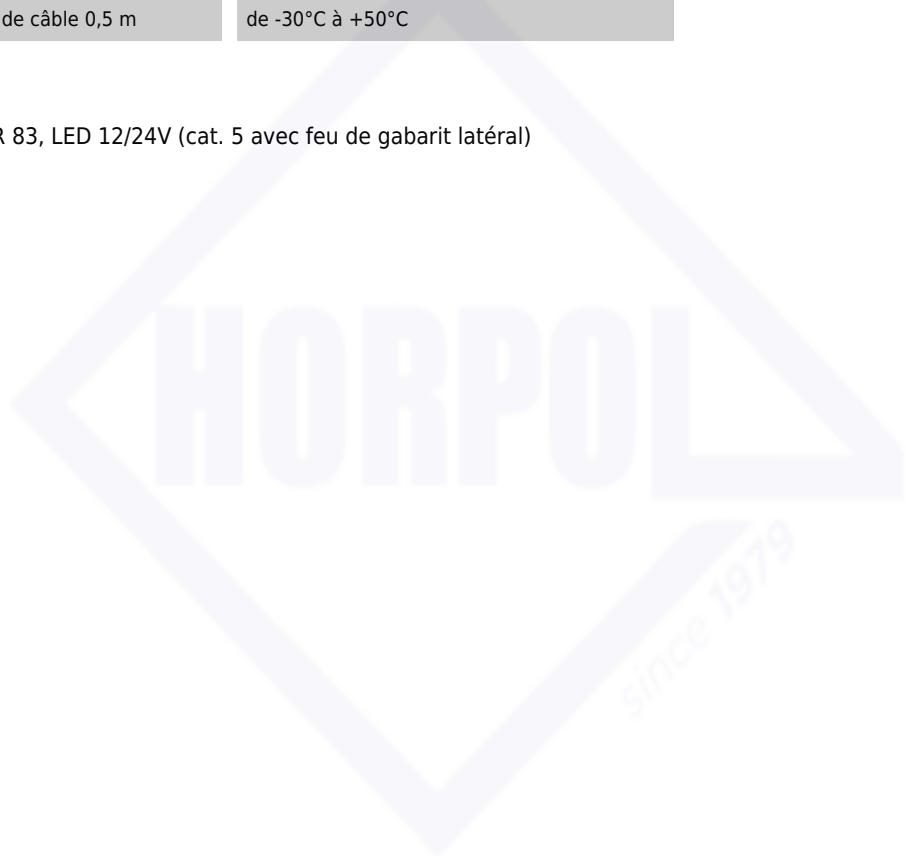 de câble 0,5 m
de -30°C à +50°C
R 83, LED 12/24V (cat. 5 avec feu de gabarit latéral)
HORPOL
since 1979